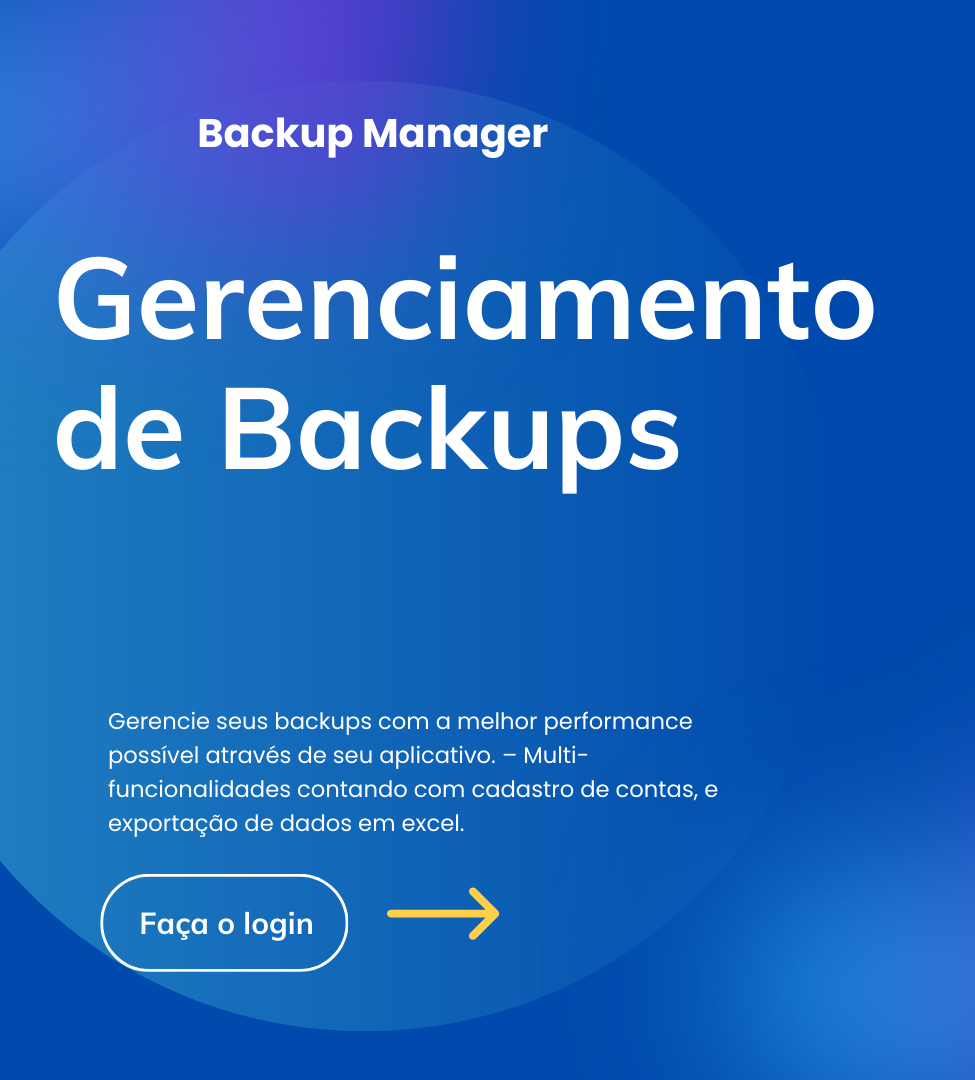 Backup Manager
Gerenciamento
de Backups
Gerencie seus backups com a melhor performance
possível através de seu aplicativo. – Multi-
funcionalidades contando com cadastro de contas, e
exportação de dados em excel.
Faça o login